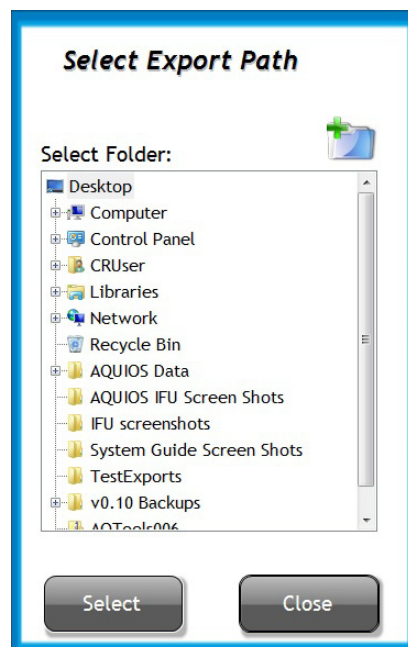 Select Export Path
Select Folder:
Desktop
Computer
Control Panel
CRUser
Libraries
Network
Recycle Bin
AQUIOS Data
AQUIOS IFU Screen Shots
IFU screenshots
System Guide Screen Shots
TestExports
v0.10 Backups
AQTools006
Select
Close